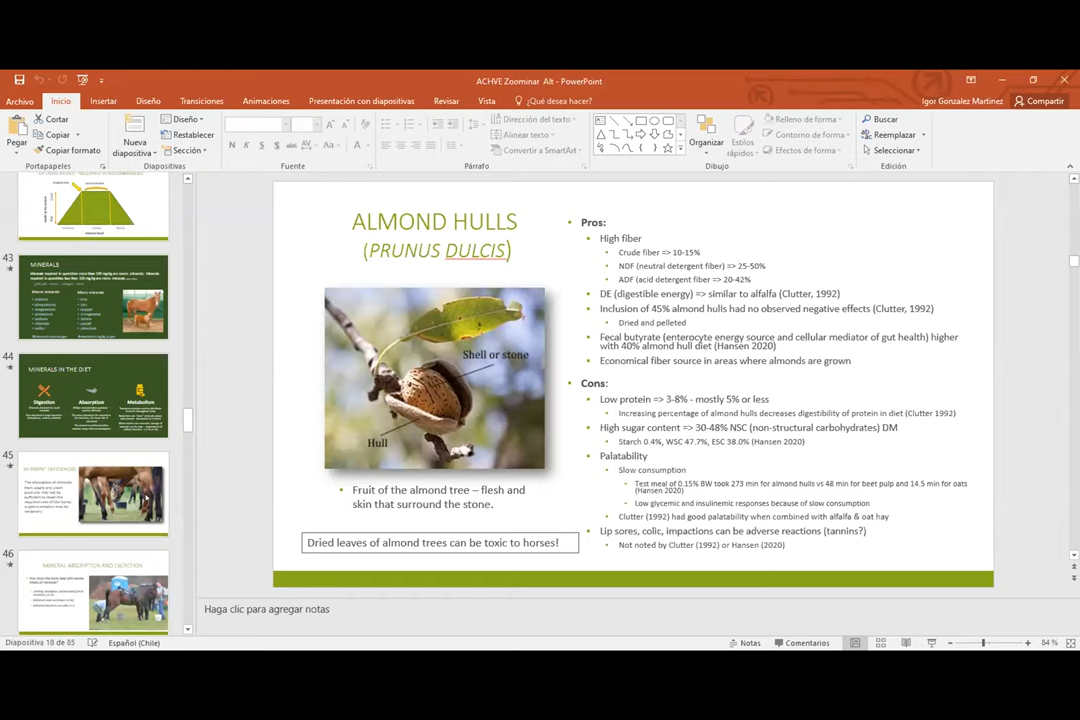 ACHVE Zoominar Alt - PowerPoint
Archivo
Inicio
Insertar
Diseño
Transiciones
Animaciones
Presentación con diapositivas
Revisar
Vista
¿Qué desea hacer?
Igor Gonzalez Martinez
Compartir
Pegar
Cortar
Copiar
Copiar formato
Portapapeles
Nueva
diapositiva
Diseño
Restablecer
Sección
Diapositivas
N K S S abc AV Aa A
Fuente
Dirección del texto
Alinear texto
Convertir a SmartArt
Párrafo
Organizar
Estilos
rápidos
Relleno de forma
Contorno de forma
Efectos de forma
Dibujo
Buscar
Reemplazar
Seleccionar
Edición
43
MINERALS
Macro minerals
Micro minerals
44
MINERALS IN THE DIET
Digestion
Absorption
Metabolism
45
NUTRIENT DEFICIENCIES
46
MINERAL ABSORPTION AND EXCRETION
ALMOND HULLS
(PRUNUS DULCIS)
Shell or stone
Hull
• Fruit of the almond tree – flesh and
skin that surround the stone.
Dried leaves of almond trees can be toxic to horses!
• Pros:
• High fiber
• Crude fiber => 10-15%
• NDF (neutral detergent fiber) => 25-50%
• ADF (acid detergent fiber => 20-42%
• DE (digestible energy) => similar to alfalfa (Clutter, 1992)
• Inclusion of 45% almond hulls had no observed negative effects (Clutter, 1992)
• Dried and pelleted
• Fecal butyrate (enterocyte energy source and cellular mediator of gut health) higher
with 40% almond hull diet (Hansen 2020)
• Economical fiber source in areas where almonds are grown
• Cons:
• Low protein => 3-8% - mostly 5% or less
• Increasing percentage of almond hulls decreases digestibility of protein in diet (Clutter 1992)
• High sugar content => 30-48% NSC (non-structural carbohydrates) DM
• Starch 0.4%, WSC 47.7%, ESC 38.0% (Hansen 2020)
• Palatability
• Slow consumption
• Test meal of 0.15% BW took 273 min for almond hulls vs 48 min for beet pulp and 14.5 min for oats
(Hansen 2020)
• Low glycemic and insulinemic responses because of slow consumption
• Clutter (1992) had good palatability when combined with alfalfa & oat hay
• Lip sores, colic, impactions can be adverse reactions (tannins?)
• Not noted by Clutter (1992) or Hansen (2020)
Haga clic para agregar notas
Diapositiva 18 de 85
Español (Chile)
Notas
Comentarios
84 %